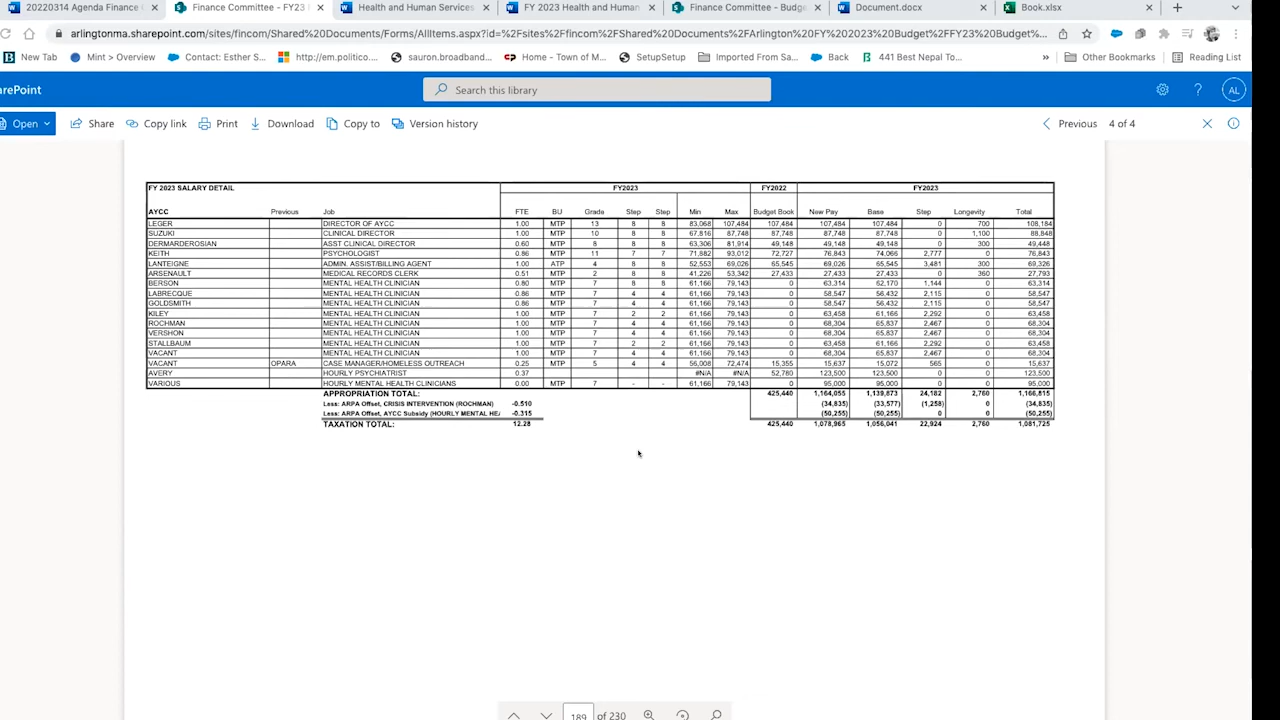 20220314 Agenda Finance C
Finance Committee - FY23
Health and Human Services
FY 2023 Health and Human
Finance Committee - Budge
Document.docx
Book.xlsx
arlingtonma.sharepoint.com/sites/fincom/Shared%20Documents/Forms/AllItems.aspx?id=%2Fsites%2Ffincom%2FShared%20Documents%2FArlington%20FY%202023%20Budget%2FFY23%20Budget%...
New Tab Mint > Overview Contact: Esther S... http://em.politico.... sauron.broadband... Home - Town of M... SetupSetup Imported From Sa... Back 441 Best Nepal To... » Other Bookmarks Reading List
arePoint Search this library ? AL
Open Share Copy link Print Download Copy to Version history Previous 4 of 4
FY 2023 SALARY DETAIL FY2023 FY2022 FY2023
AYCC Previous Job FTE BU Grade Step Step Min Max Budget Book New Pay Base Step Longevity Total
LEGER DIRECTOR OF AYCC 1.00 MTP 13 8 8 83,068 107,484 107,484 107,484 107,484 0 700 108,184
SUZUKI CLINICAL DIRECTOR 1.00 MTP 10 8 8 67,816 87,748 87,748 87,748 87,748 0 1,100 88,848
DERMARDEROSIAN ASST CLINICAL DIRECTOR 0.60 MTP 8 8 8 63,306 81,914 49,148 49,148 49,148 0 300 49,448
KEITH PSYCHOLOGIST 0.86 MTP 11 7 7 71,882 93,012 72,727 76,843 74,066 2,777 0 76,843
LANTEIGNE ADMIN. ASSIST/BILLING AGENT 1.00 ATP 4 8 8 52,553 69,026 65,545 69,026 65,545 3,481 300 69,326
ARSENAULT MEDICAL RECORDS CLERK 0.51 MTP 2 8 8 41,226 53,342 27,433 27,433 27,433 0 360 27,793
BERSON MENTAL HEALTH CLINICIAN 0.80 MTP 7 8 8 61,166 79,143 0 63,314 62,170 1,144 0 63,314
LABRECQUE MENTAL HEALTH CLINICIAN 0.86 MTP 7 4 4 61,166 79,143 0 58,547 56,432 2,115 0 58,547
GOLDSMITH MENTAL HEALTH CLINICIAN 0.86 MTP 7 4 4 61,166 79,143 0 58,547 56,432 2,115 0 58,547
KILEY MENTAL HEALTH CLINICIAN 1.00 MTP 7 2 2 61,166 79,143 0 63,458 61,166 2,292 0 63,458
ROCHMAN MENTAL HEALTH CLINICIAN 1.00 MTP 7 4 4 61,166 79,143 0 68,304 65,837 2,467 0 68,304
VERSHON MENTAL HEALTH CLINICIAN 1.00 MTP 7 4 4 61,166 79,143 0 68,304 65,837 2,467 0 68,304
STALLBAUM MENTAL HEALTH CLINICIAN 1.00 MTP 7 2 2 61,166 79,143 0 63,458 61,166 2,292 0 63,458
VACANT MENTAL HEALTH CLINICIAN 1.00 MTP 7 4 4 61,166 79,143 0 68,304 65,837 2,467 0 68,304
VACANT OPARA CASE MANAGER/HOMELESS OUTREACH 0.25 MTP 5 4 4 56,008 72,474 15,355 15,637 15,072 565 0 15,637
AVERY HOURLY PSYCHIATRIST 0.37 #N/A #N/A 52,780 123,500 123,500 0 0 123,500
VARIOUS HOURLY MENTAL HEALTH CLINICIANS 0.00 MTP 7 - - 61,166 79,143 0 95,000 95,000 0 0 95,000
APPROPRIATION TOTAL: 425,440 1,164,055 1,139,873 24,182 2,760 1,166,815
Less: ARPA Offset, CRISIS INTERVENTION (ROCHMAN) -0.510 (34,835) (33,577) (1,258) 0 (34,835)
Less: ARPA Offset, AYCC Subsidy (HOURLY MENTAL HE/ -0.315 (50,255) (50,255) 0 0 (50,255)
TAXATION TOTAL: 12.28 425,440 1,078,965 1,056,041 22,924 2,760 1,081,725
189 of 230